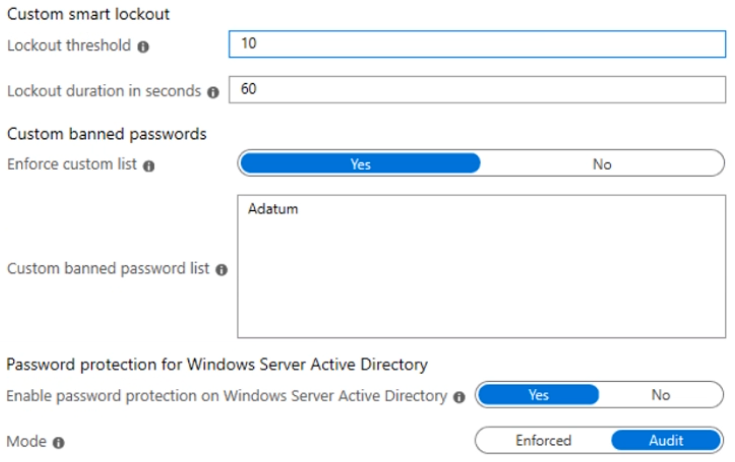 Custom smart lockout
Lockout threshold 10
Lockout duration in seconds 60
Custom banned passwords
Enforce custom list Yes No
Adatum
Custom banned password list
Password protection for Windows Server Active Directory
Enable password protection on Windows Server Active Directory Yes No
Mode Enforced Audit